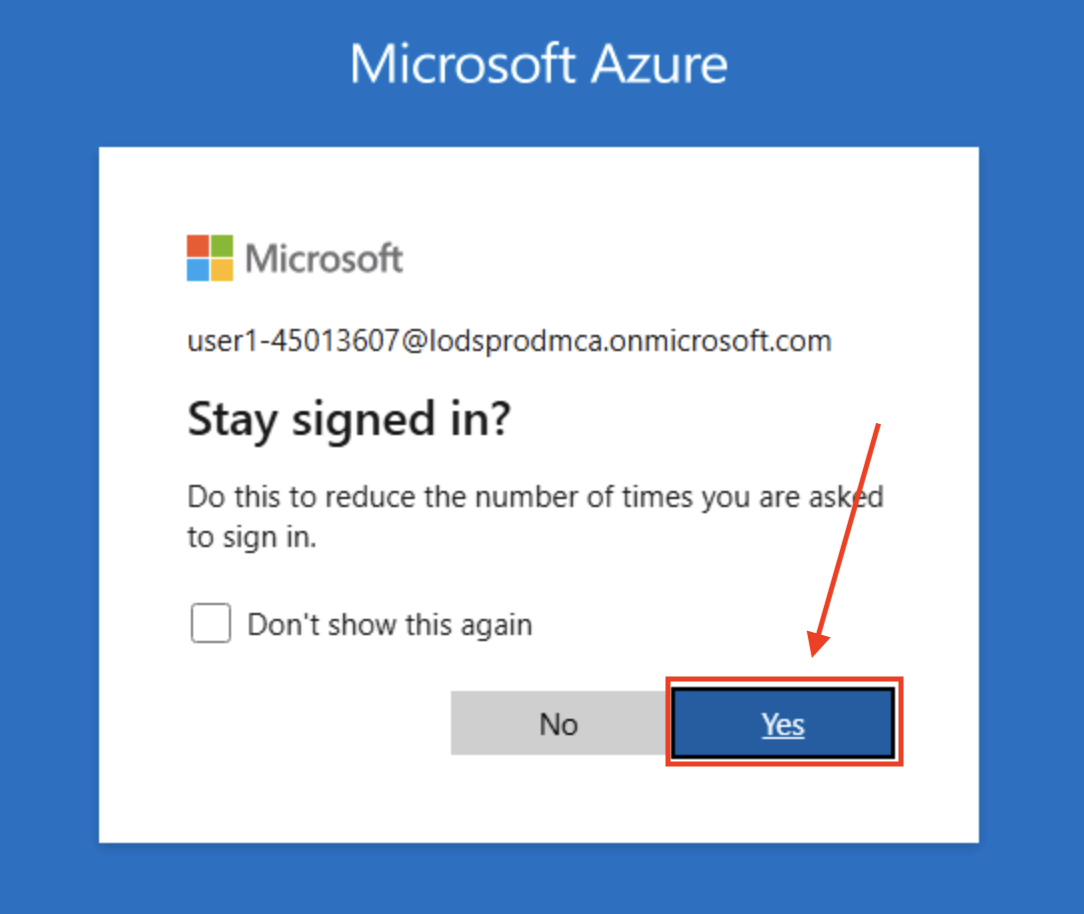 Microsoft Azure
Microsoft
user1-45013607@lodsprodmca.onmicrosoft.com
Stay signed in?
Do this to reduce the number of times you are asked
to sign in.
Don't show this again
No
Yes